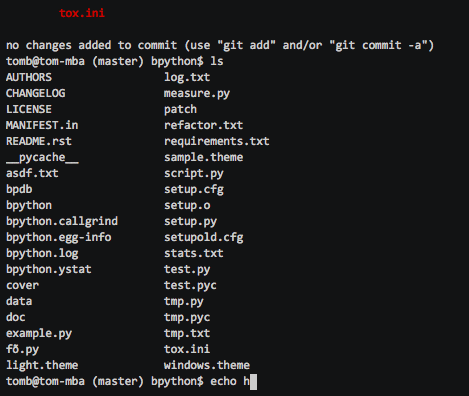 tox.ini
no changes added to commit (use "git add" and/or "git commit -a")
tomb@tom-mba (master) bpython$ ls
AUTHORS log.txt
CHANGELOG measure.py
LICENSE patch
MANIFEST.in refactor.txt
README.rst requirements.txt
__pycache__ sample.theme
asdf.txt script.py
bpdb setup.cfg
bpython setup.o
bpython.callgrind setup.py
bpython.egg-info setupold.cfg
bpython.log stats.txt
bpython.ystat test.py
cover test.pyc
data tmp.py
doc tmp.pyc
example.py tmp.txt
fð.py tox.ini
light.theme windows.theme
tomb@tom-mba (master) bpython$ echo h